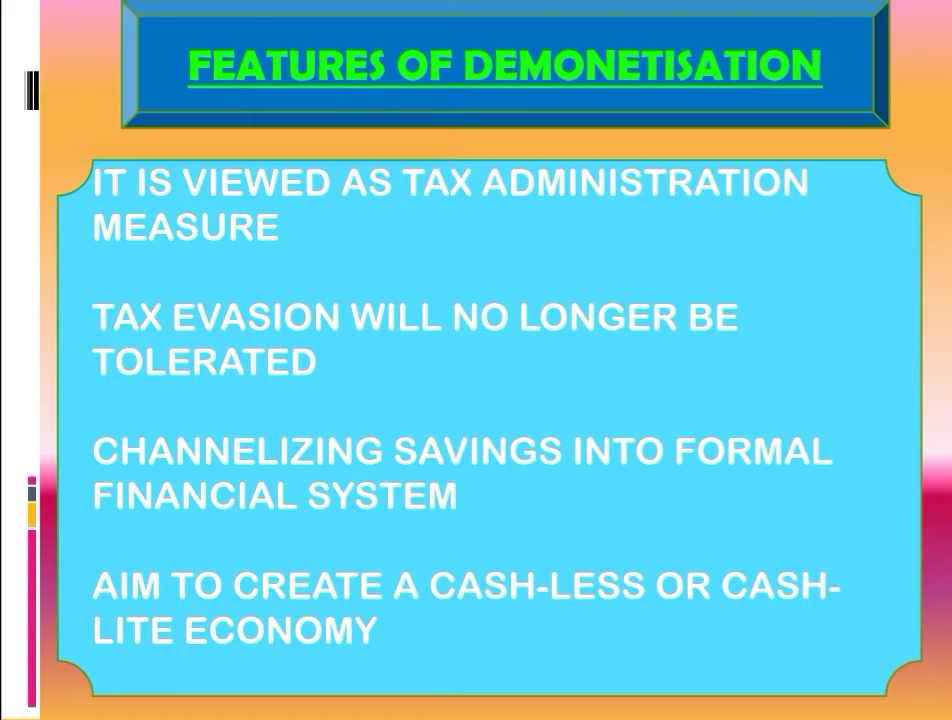 FEATURES OF DEMONETISATION
IT IS VIEWED AS TAX ADMINISTRATION
MEASURE
TAX EVASION WILL NO LONGER BE
TOLERATED
CHANNELIZING SAVINGS INTO FORMAL
FINANCIAL SYSTEM
AIM TO CREATE A CASH-LESS OR CASH-
LITE ECONOMY